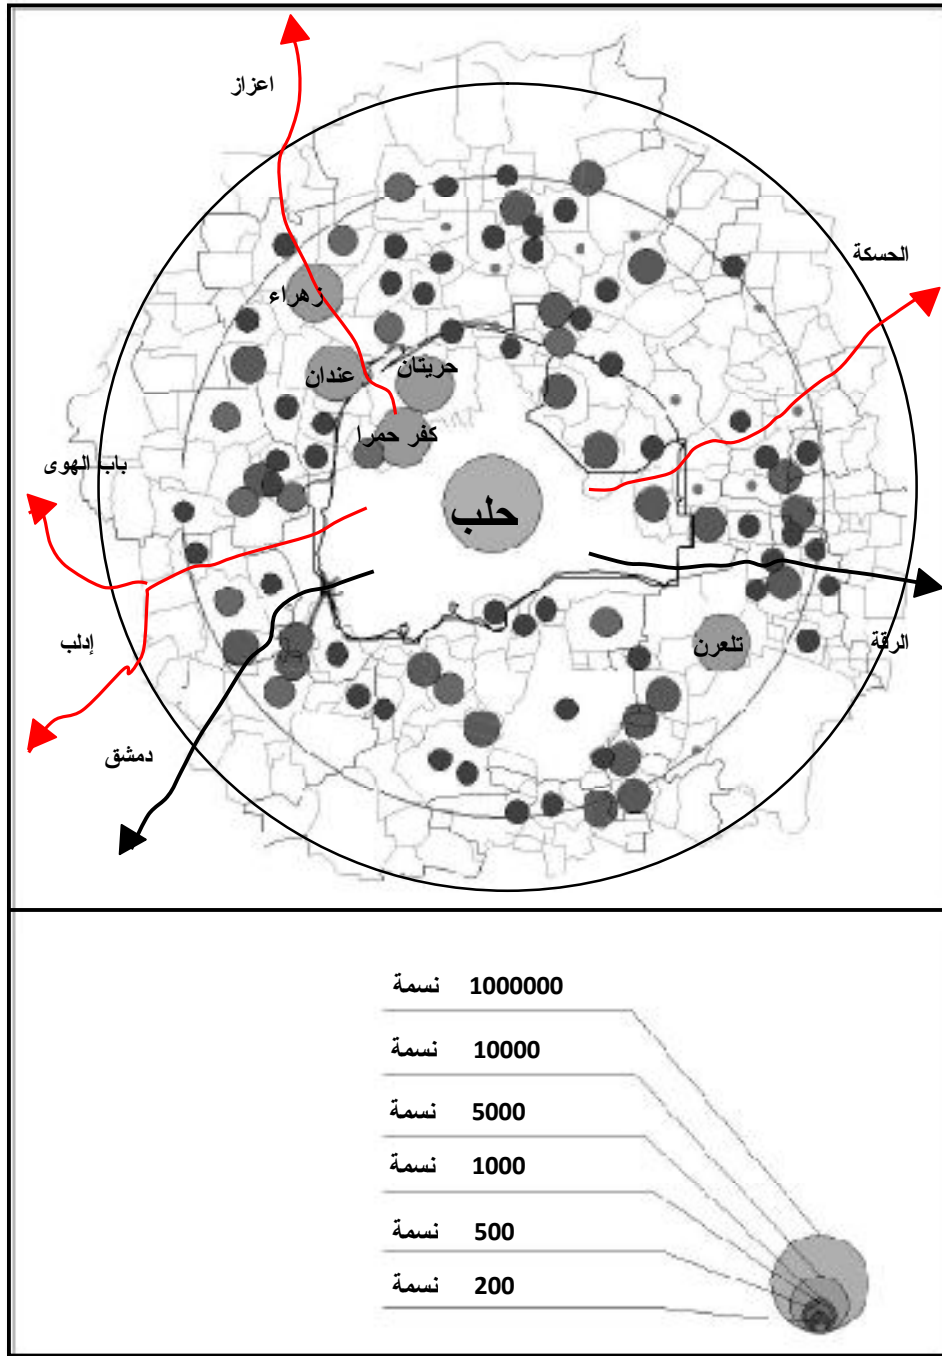 اعزاز
الحسكة
زهراء
حريتان
عندان
كفر حمرا
باب الهوى
حلب
إدلب
تلعرن
الرقة
دمشق
1000000 نسمة
10000 نسمة
5000 نسمة
1000 نسمة
500 نسمة
200 نسمة